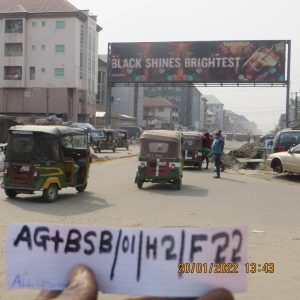 BLACK SHINES BRIGHTEST
AG+BSB/01/H2/F22
20/01/2022 13:43